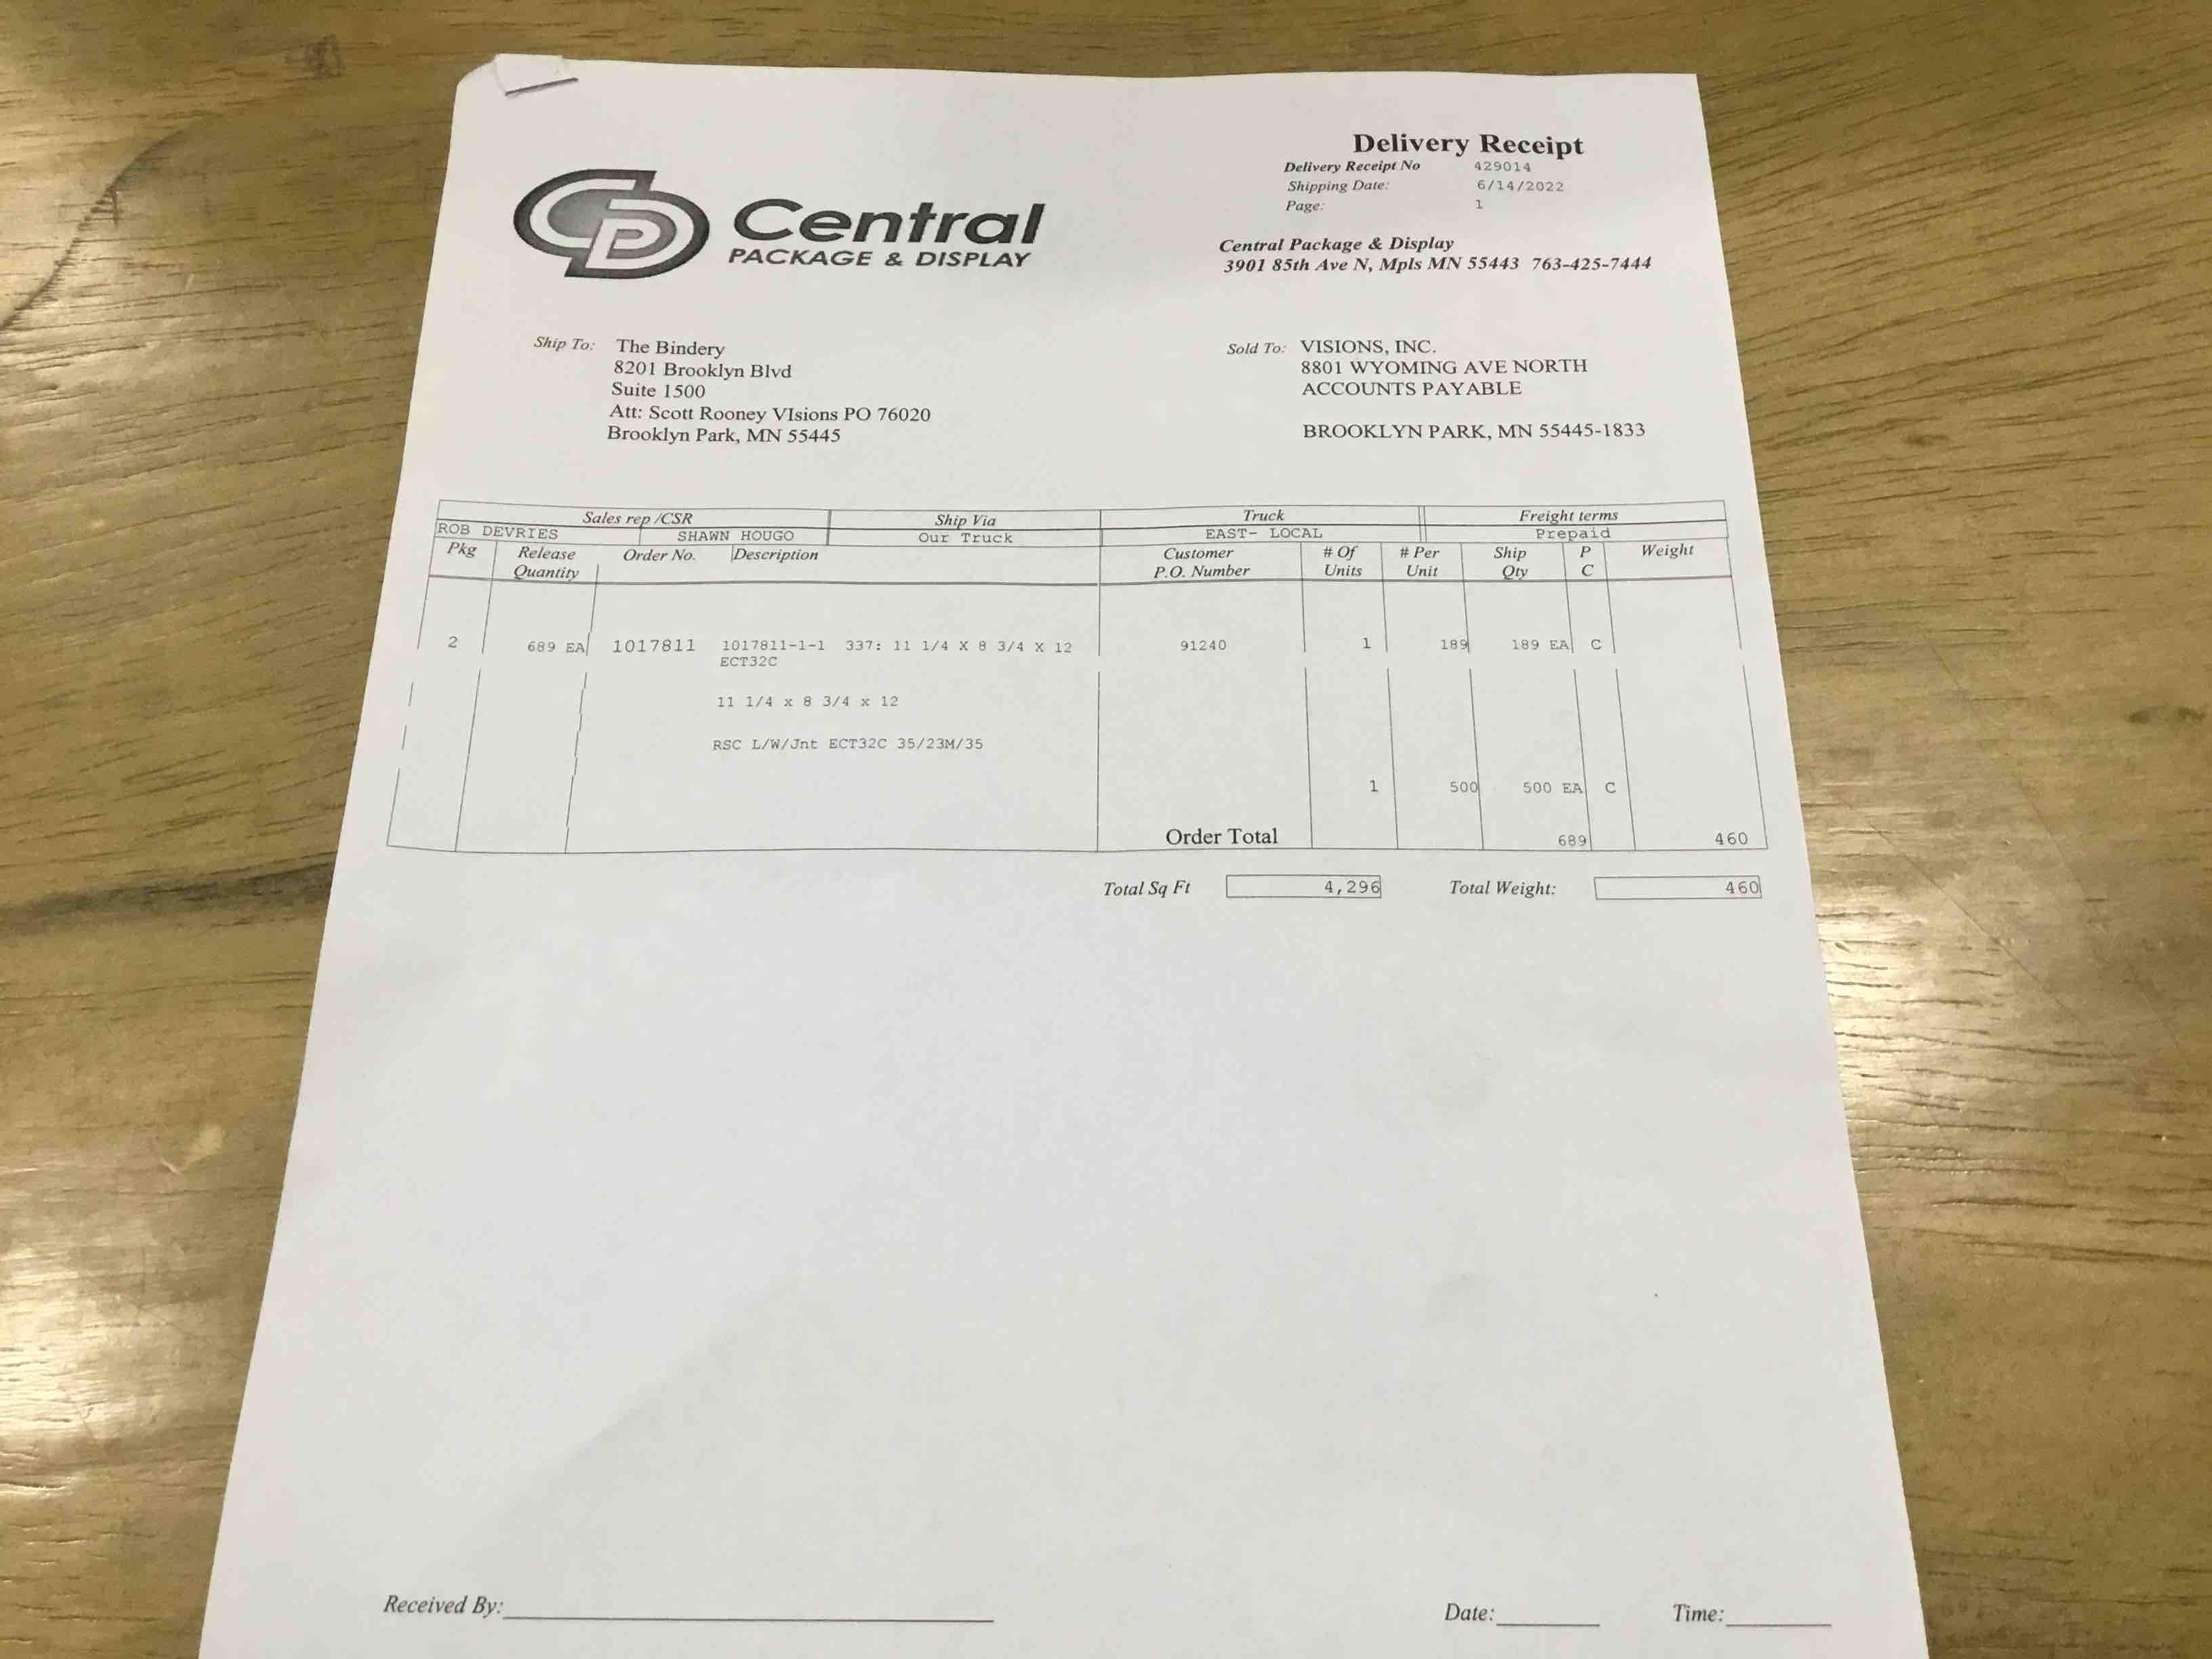 Delivery Receipt
Delivery Receipt No 429014
Shipping Date: 6/14/2022
Page: 1
Central
PACKAGE & DISPLAY
Central Package & Display
3901 85th Ave N, Mpls MN 55443 763-425-7444
Ship To: The Bindery
8201 Brooklyn Blvd
Suite 1500
Att: Scott Rooney VIsions PO 76020
Brooklyn Park, MN 55445
Sold To: VISIONS, INC.
8801 WYOMING AVE NORTH
ACCOUNTS PAYABLE
BROOKLYN PARK, MN 55445-1833
Sales rep /CSR Ship Via Truck Freight terms
ROB DEVRIES SHAWN HOUGO Our Truck EAST- LOCAL Prepaid
Pkg Release Order No. Description Customer # Of # Per Ship P Weight
Quantity P.O. Number Units Unit Qty C
2 689 EA 1017811 1017811-1-1 337: 11 1/4 X 8 3/4 X 12 91240 1 189 189 EA C
ECT32C
11 1/4 x 8 3/4 x 12
RSC L/W/Jnt ECT32C 35/23M/35
1 500 500 EA C
Order Total 689 460
Total Sq Ft 4,296 Total Weight: 460
Received By: Date: Time: